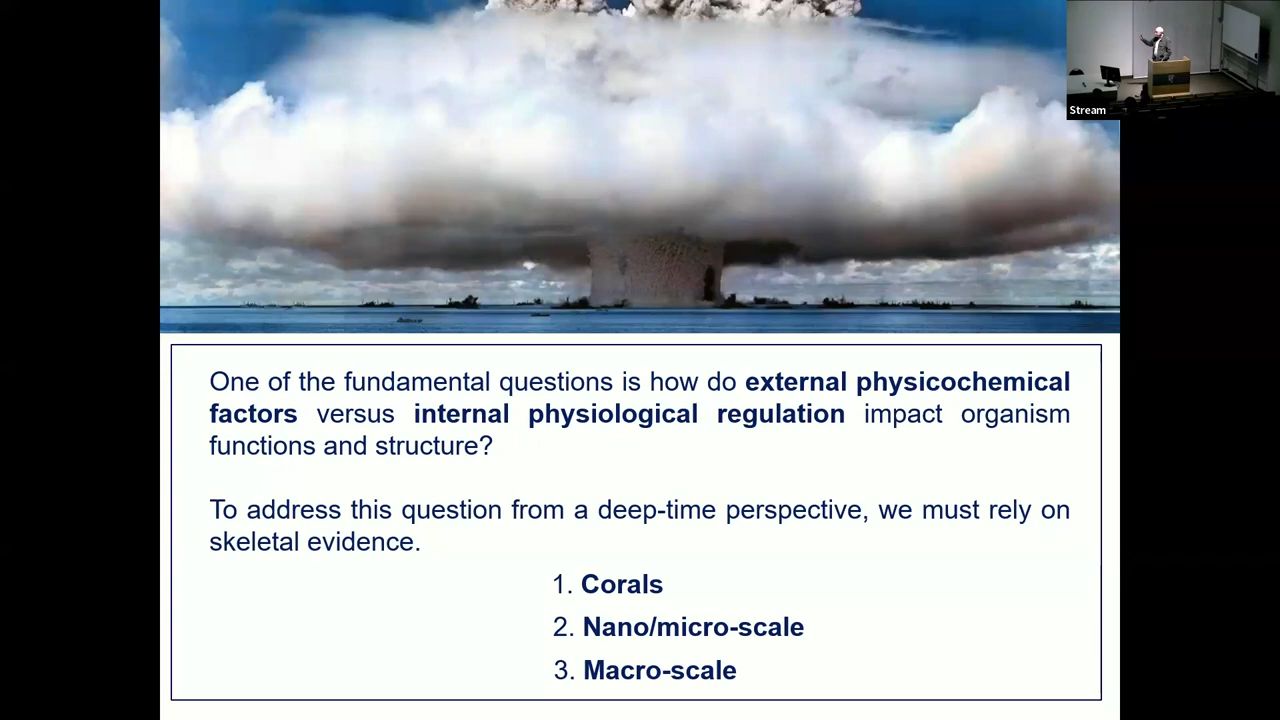 Stream
One of the fundamental questions is how do external physicochemical
factors versus internal physiological regulation impact organism
functions and structure?
To address this question from a deep-time perspective, we must rely on
skeletal evidence.
1. Corals
2. Nano/micro-scale
3. Macro-scale